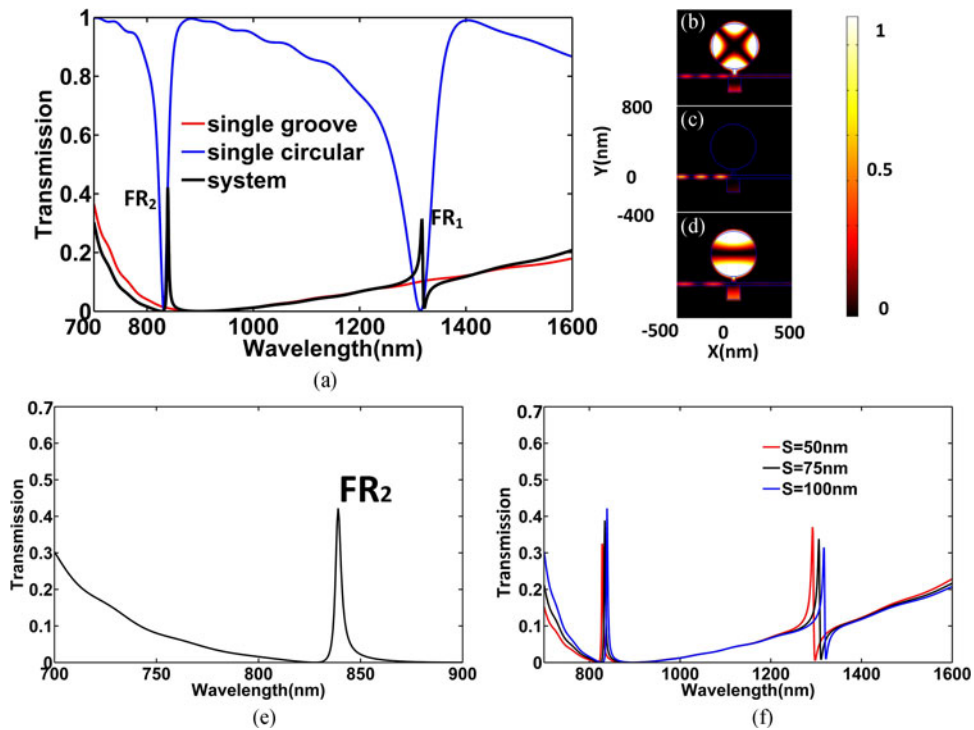 1
0.8
0.6
0.4
0.2
0
Transmission
single groove
single circular
system
FR2
FR1
700 800 1000 1200 1400 1600
Wavelength(nm)
(a)
(b)
(c)
(d)
800
0
-400
Y(nm)
-500 0 500
X(nm)
1
0.5
0
0.7
0.6
0.5
0.4
0.3
0.2
0.1
0
Transmission
FR2
700 750 800 850 900
Wavelength(nm)
(e)
0.7
0.6
0.5
0.4
0.3
0.2
0.1
0
Transmission
S=50nm
S=75nm
S=100nm
800 1000 1200 1400 1600
Wavelength(nm)
(f)